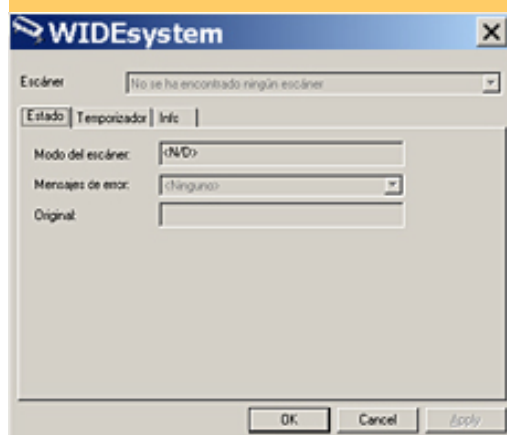 WIDEsystem
Escáner No se ha encontrado ningún escáner
Estado Temporizador Info
Modo del escáner: <N/D>
Mensajes de error: <Ninguno>
Original:
OK Cancel Apply